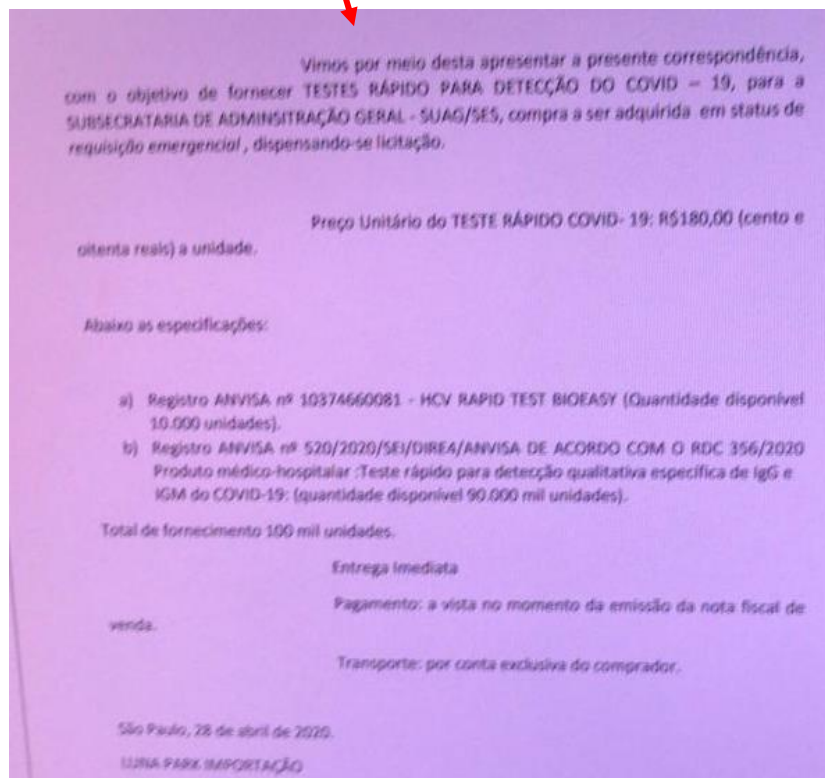 Vimos por meio desta apresentar a presente correspondência,
com o objetivo de fornecer TESTES RÁPIDO PARA DETECÇÃO DO COVID – 19, para a
SUBSECRATARIA DE ADMINSITRAÇÃO GERAL - SUAG/SES, compra a ser adquirida em status de
requisição emergencial , dispensando-se licitação.
Preço Unitário do TESTE RÁPIDO COVID- 19: R$180,00 (cento e
oitenta reais) a unidade.
Abaixo as especificações:
a) Registro ANVISA nº 10374660081 - HCV RAPID TEST BIOEASY (Quantidade disponível
10.000 unidades).
b) Registro ANVISA nº 520/2020/SEI/DIRE4/ANVISA DE ACORDO COM O RDC 356/2020
Produto médico-hospitalar :Teste rápido para detecção qualitativa específica de IgG e
IGM do COVID-19: (quantidade disponível 90.000 mil unidades).
Total de fornecimento 100 mil unidades.
Entrega Imediata
Pagamento: a vista no momento da emissão da nota fiscal de
venda.
Transporte: por conta exclusiva do comprador.
São Paulo, 28 de abril de 2020.
LUNA PARK IMPORTAÇÃO